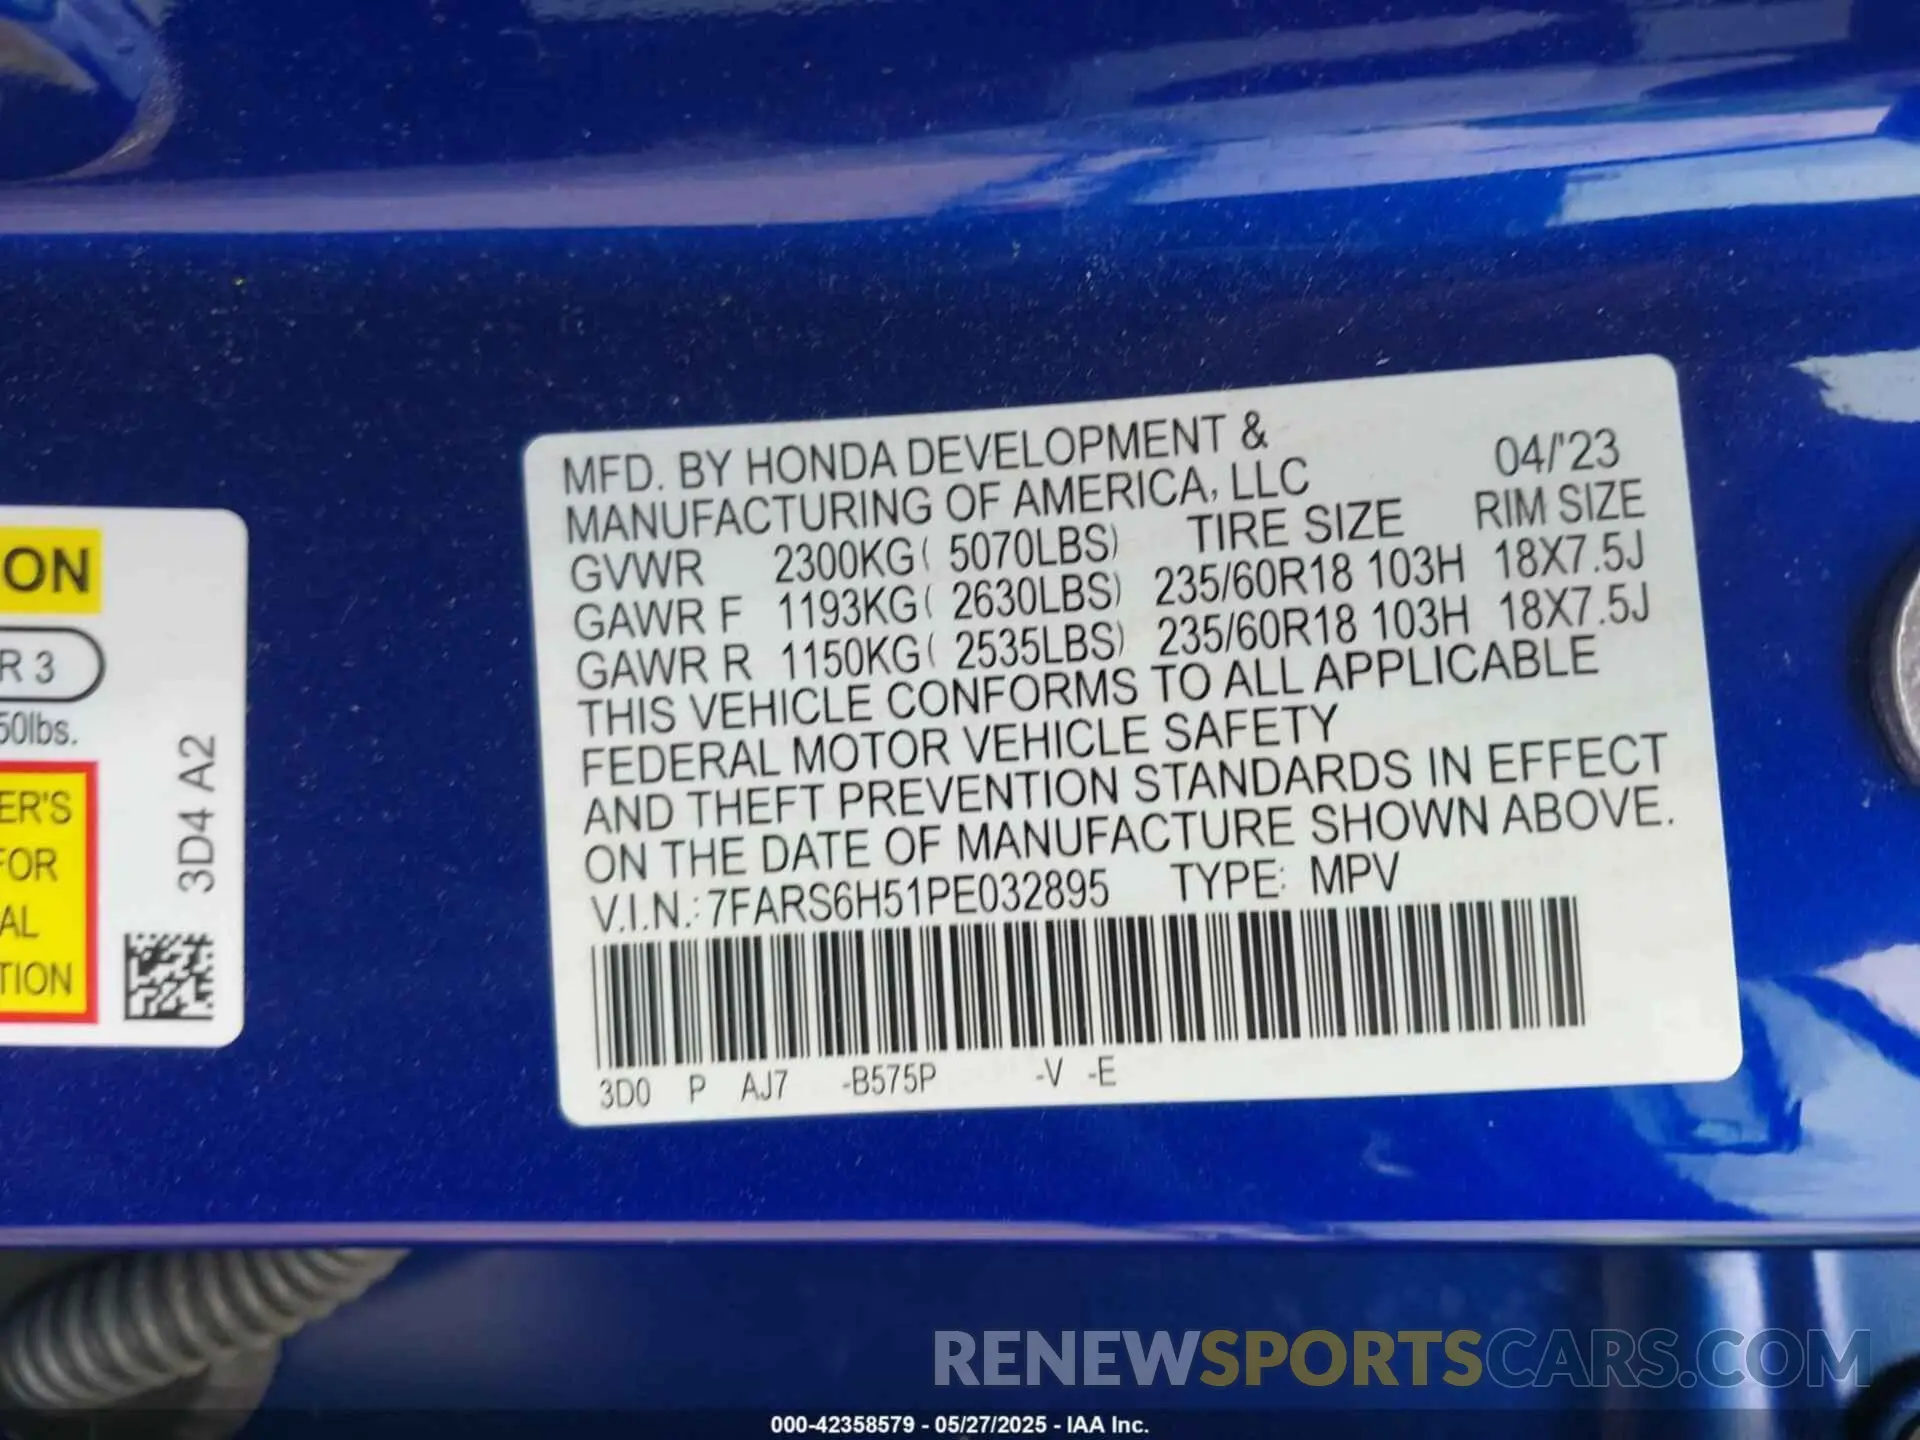 ON
R 3
50lbs.
ER'S
FOR
AL
TION
3D4 A2
MFD. BY HONDA DEVELOPMENT &
MANUFACTURING OF AMERICA, LLC 04/'23
GVWR 2300KG( 5070LBS) TIRE SIZE RIM SIZE
GAWR F 1193KG( 2630LBS) 235/60R18 103H 18X7.5J
GAWR R 1150KG( 2535LBS) 235/60R18 103H 18X7.5J
THIS VEHICLE CONFORMS TO ALL APPLICABLE
FEDERAL MOTOR VEHICLE SAFETY
AND THEFT PREVENTION STANDARDS IN EFFECT
ON THE DATE OF MANUFACTURE SHOWN ABOVE.
V.I.N.: 7FARS6H51PE032895 TYPE: MPV
3D0 P AJ7 -B575P -V -E
RENEWSPORTSCARS.COM
000-42358579 - 05/27/2025 - IAA Inc.